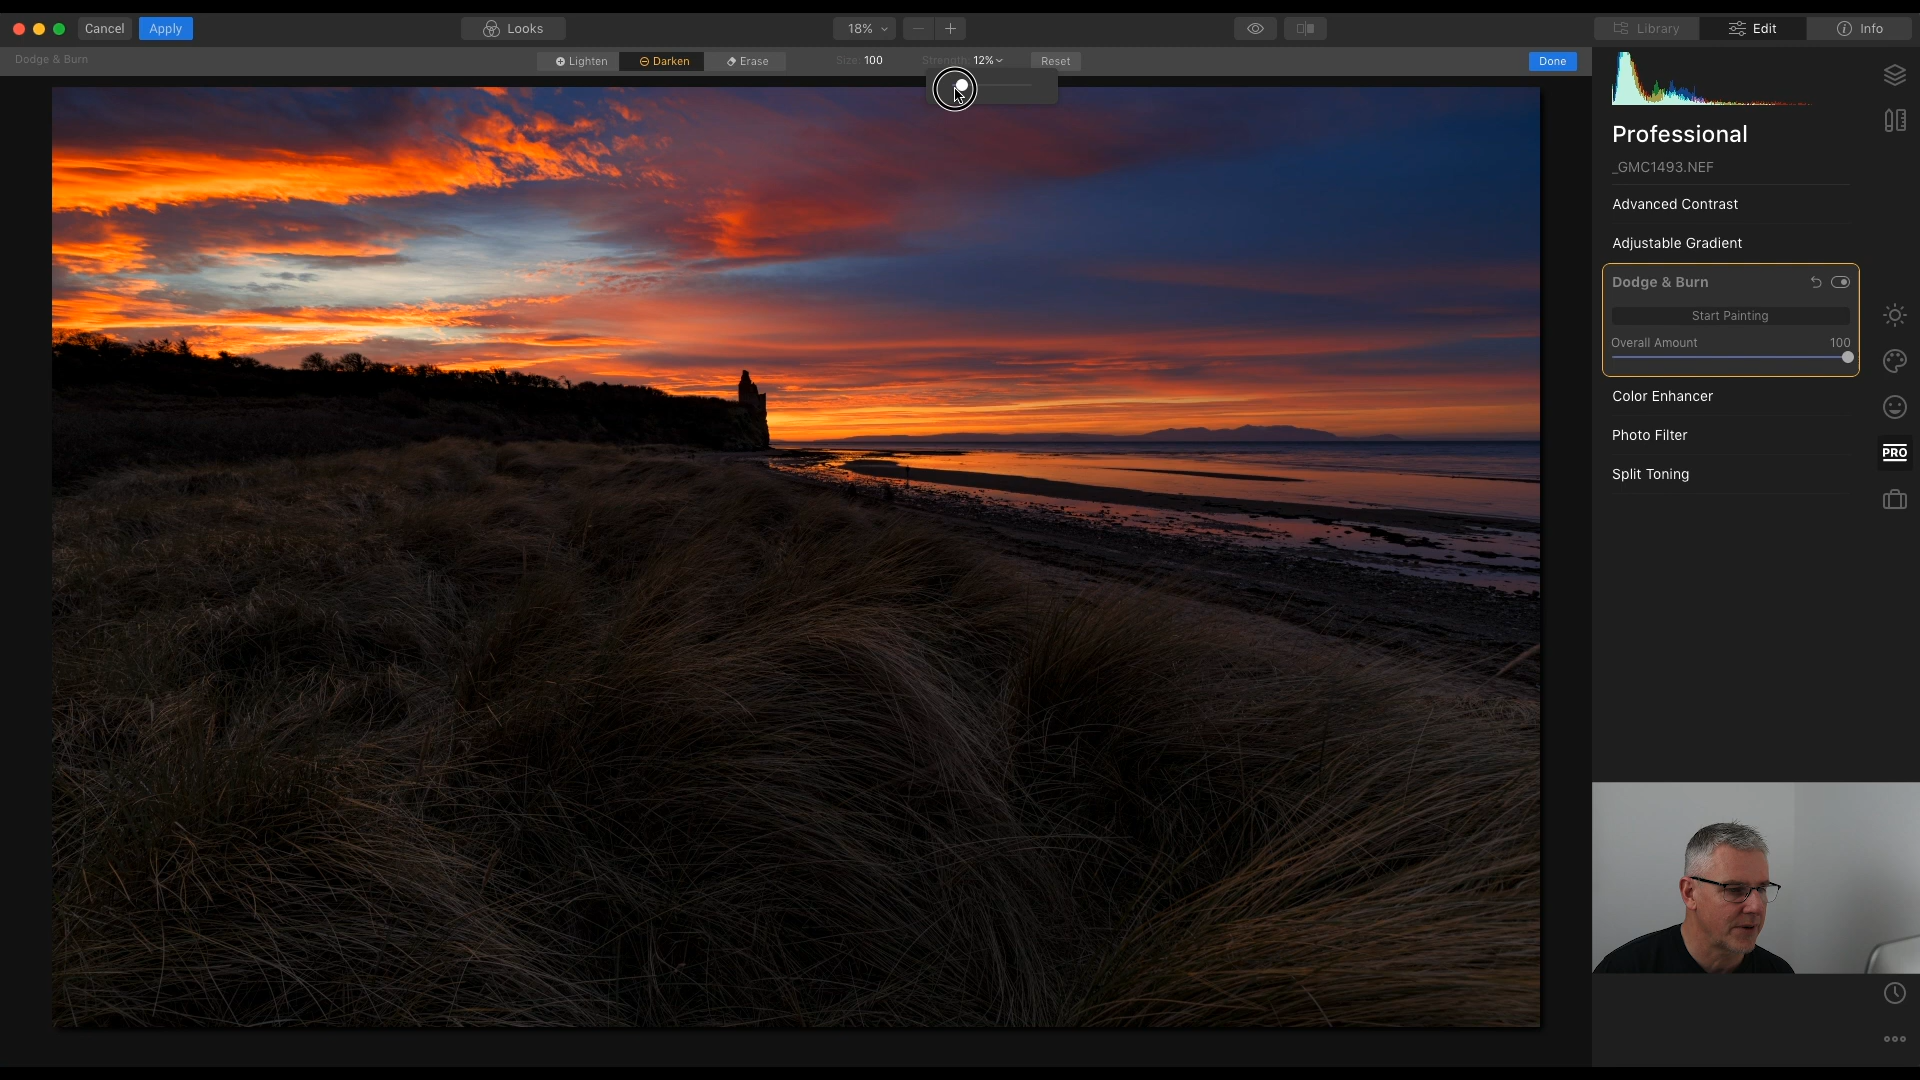 Cancel Apply Looks 18% Library Edit Info
Dodge & Burn Lighten Darken Erase Size: 100 Strength: 12% Reset Done
Professional
_GMC1493.NEF
Advanced Contrast
Adjustable Gradient
Dodge & Burn
Start Painting
Overall Amount 100
Color Enhancer
Photo Filter
PRO
Split Toning